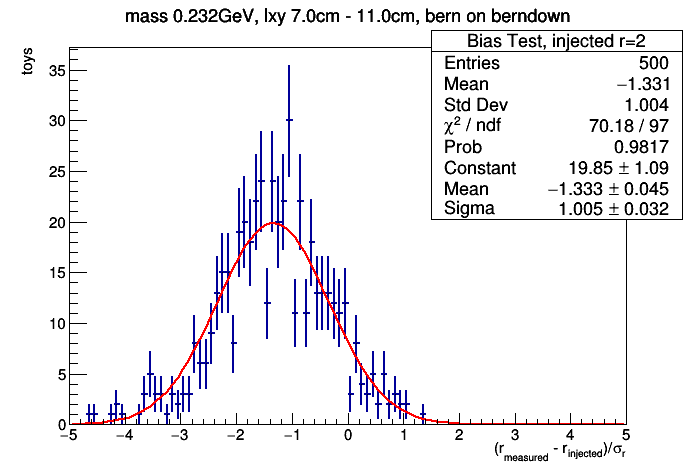 mass 0.232GeV, lxy 7.0cm - 11.0cm, bern on berndown
Bias Test, injected r=2
Entries 500
Mean −1.331
Std Dev 1.004
χ² / ndf 70.18 / 97
Prob 0.9817
Constant 19.85 ± 1.09
Mean −1.333 ± 0.045
Sigma 1.005 ± 0.032
toys
35
30
25
20
15
10
5
0
−5 −4 −3 −2 −1 0 1 2 3 4 5
(r_measured - r_injected)/σ_r